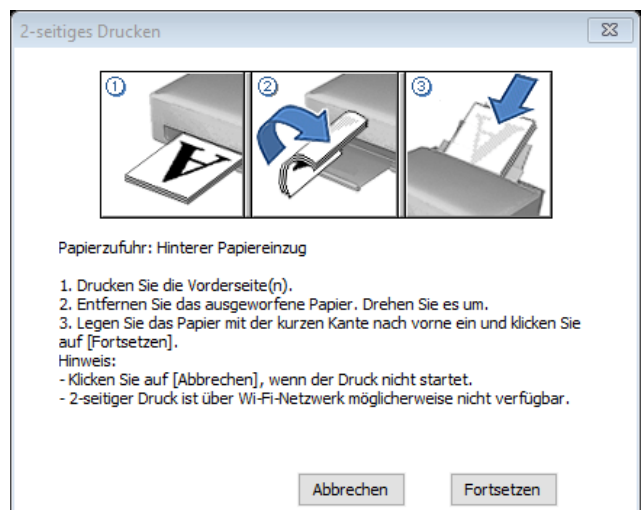 2-seitiges Drucken
1
2
3
A
Papierzufuhr: Hinterer Papiereinzug
1. Drucken Sie die Vorderseite(n).
2. Entfernen Sie das ausgeworfene Papier. Drehen Sie es um.
3. Legen Sie das Papier mit der kurzen Kante nach vorne ein und klicken Sie
auf [Fortsetzen].
Hinweis:
- Klicken Sie auf [Abbrechen], wenn der Druck nicht startet.
- 2-seitiger Druck ist über Wi-Fi-Netzwerk möglicherweise nicht verfügbar.
Abbrechen
Fortsetzen